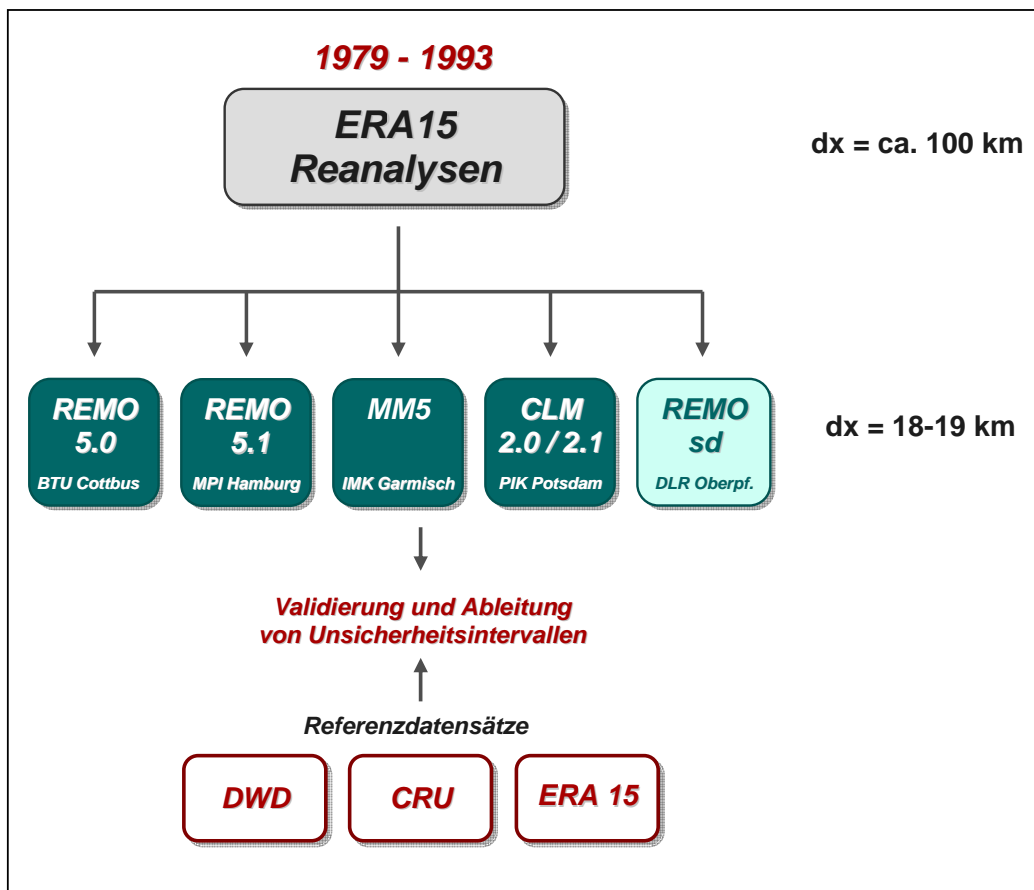 1979 - 1993
ERA15
Reanalysen
dx = ca. 100 km
REMO
5.0
BTU Cottbus
REMO
5.1
MPI Hamburg
MM5
IMK Garmisch
CLM
2.0 / 2.1
PIK Potsdam
REMO
sd
DLR Oberpf.
dx = 18-19 km
Validierung und Ableitung
von Unsicherheitsintervallen
Referenzdatensätze
DWD
CRU
ERA 15